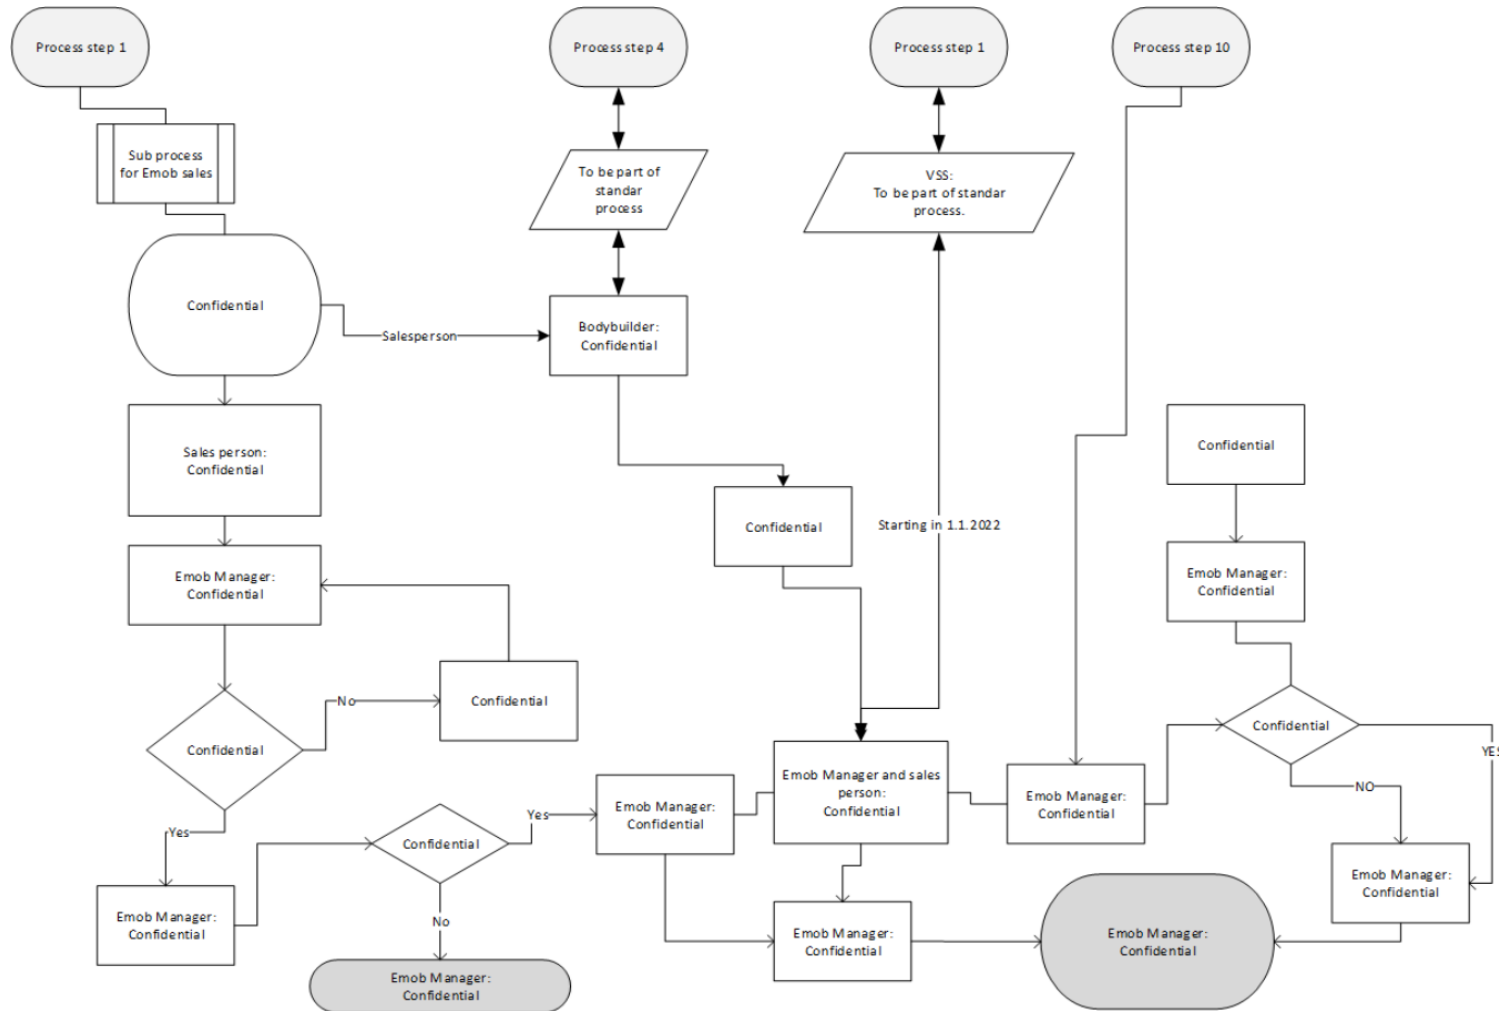 Process step 1
Process step 4
Process step 1
Process step 10
Sub process
for Emob sales
To be part of
standar
process
VSS:
To be part of standar
process.
Confidential
Salesperson
Bodybuilder:
Confidential
Sales person:
Confidential
Confidential
Confidential
Starting in 1.1.2022
Emob Manager:
Confidential
Emob Manager:
Confidential
No
Confidential
Confidential
Confidential
YES
Emob Manager and sales
person:
Confidential
Emob Manager:
Confidential
NO
Emob Manager:
Confidential
Yes
Yes
Confidential
Emob Manager:
Confidential
Emob Manager:
Confidential
No
Emob Manager:
Confidential
Emob Manager:
Confidential
Emob Manager:
Confidential